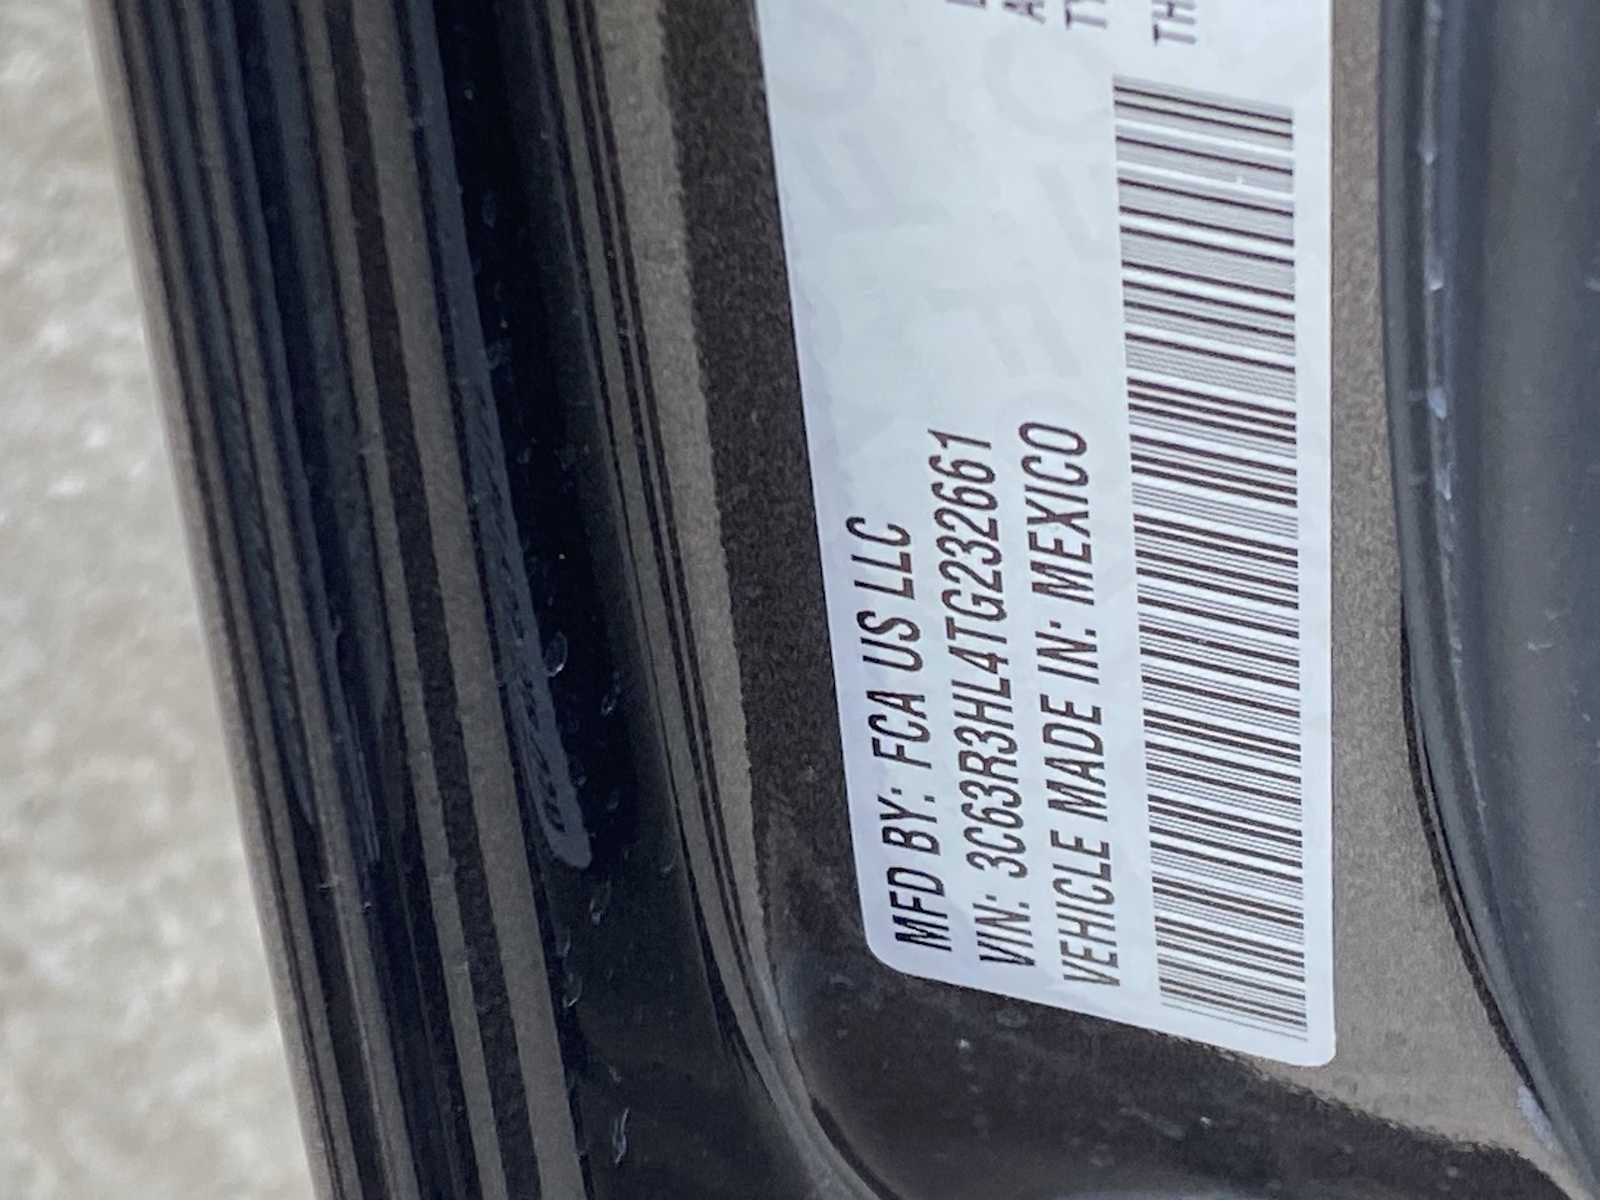 MFD BY: FCA US LLC
VIN: 3C63R3HL4TG232661
VEHICLE MADE IN: MEXICO